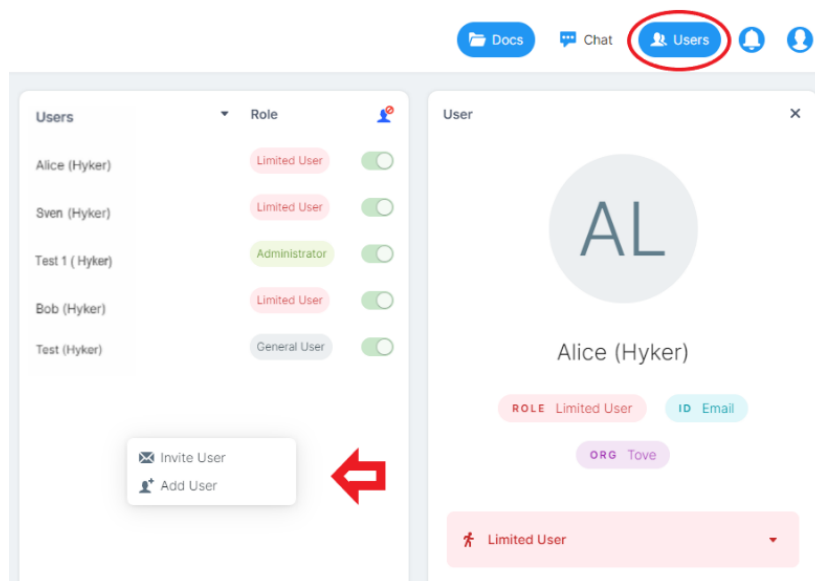 Docs Chat Users
Users Role
Alice (Hyker) Limited User
Sven (Hyker) Limited User
Test 1 ( Hyker) Administrator
Bob (Hyker) Limited User
Test (Hyker) General User
Invite User
Add User
User
AL
Alice (Hyker)
ROLE Limited User ID Email
ORG Tove
Limited User